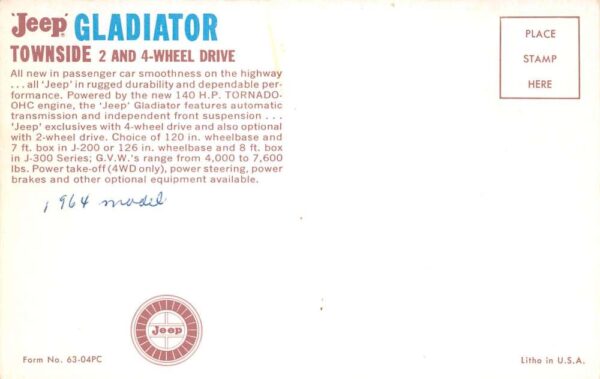 'Jeep' GLADIATOR
TOWNSIDE 2 AND 4-WHEEL DRIVE
All new in passenger car smoothness on the highway
. . . all 'Jeep' in rugged durability and dependable per-
formance. Powered by the new 140 H.P. TORNADO-
OHC engine, the 'Jeep' Gladiator features automatic
transmission and independent front suspension . . .
'Jeep' exclusives with 4-wheel drive and also optional
with 2-wheel drive. Choice of 120 in. wheelbase and
7 ft. box in J-200 or 126 in. wheelbase and 8 ft. box
in J-300 Series; G.V.W.'s range from 4,000 to 7,600
lbs. Power take-off (4WD only), power steering, power
brakes and other optional equipment available.
1964 model
PLACE
STAMP
HERE
Jeep
Form No. 63-04PC
Litho in U.S.A.